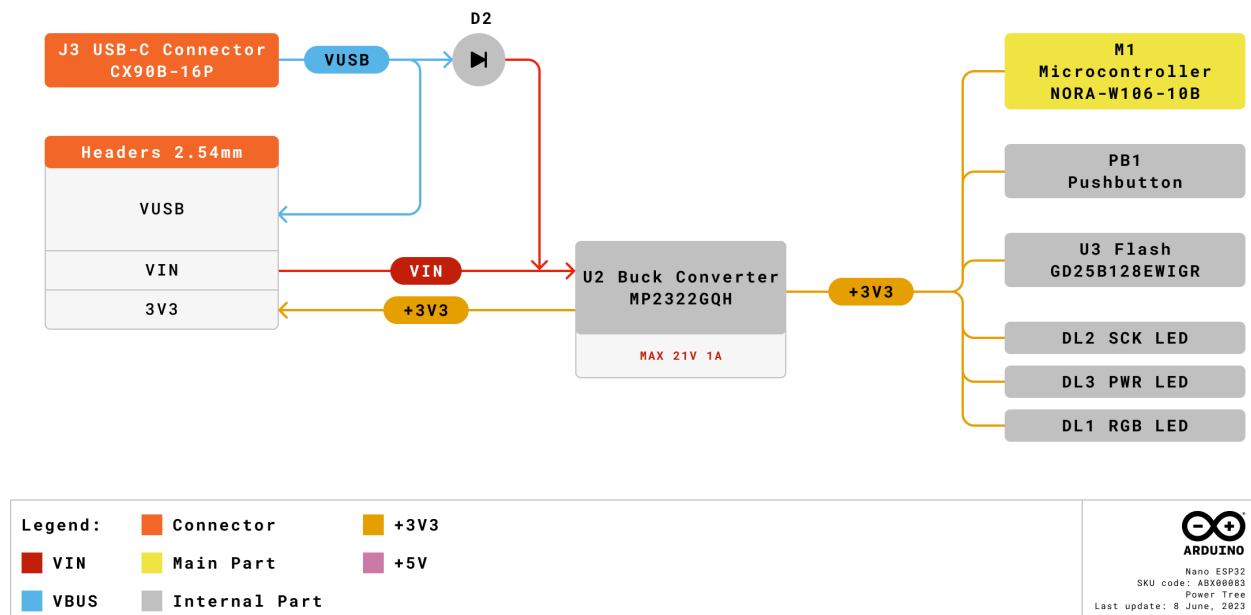 D2
J3 USB-C Connector
CX90B-16P
VUSB
M1
Microcontroller
NORA-W106-10B
Headers 2.54mm
VUSB
VIN
3V3
VIN
+3V3
U2 Buck Converter
MP2322GQH
MAX 21V 1A
+3V3
PB1
Pushbutton
U3 Flash
GD25B128EWIGR
DL2 SCK LED
DL3 PWR LED
DL1 RGB LED
Legend:
VIN
VBUS
Connector
Main Part
Internal Part
+3V3
+5V
ARDUINO
Nano ESP32
SKU code: ABX00083
Power Tree
Last update: 8 June, 2023